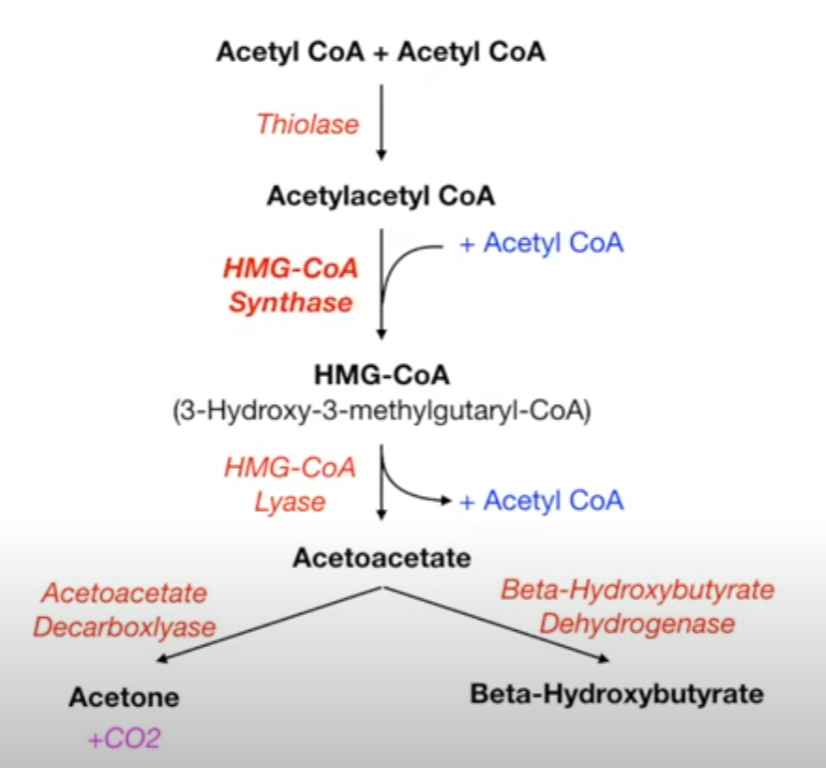 Acetyl CoA + Acetyl CoA
Thiolase
Acetylacetyl CoA
+ Acetyl CoA
HMG-CoA
Synthase
HMG-CoA
(3-Hydroxy-3-methylgutaryl-CoA)
HMG-CoA
Lyase
+ Acetyl CoA
Acetoacetate
Acetoacetate
Decarboxlyase
Beta-Hydroxybutyrate
Dehydrogenase
Acetone
+CO2
Beta-Hydroxybutyrate